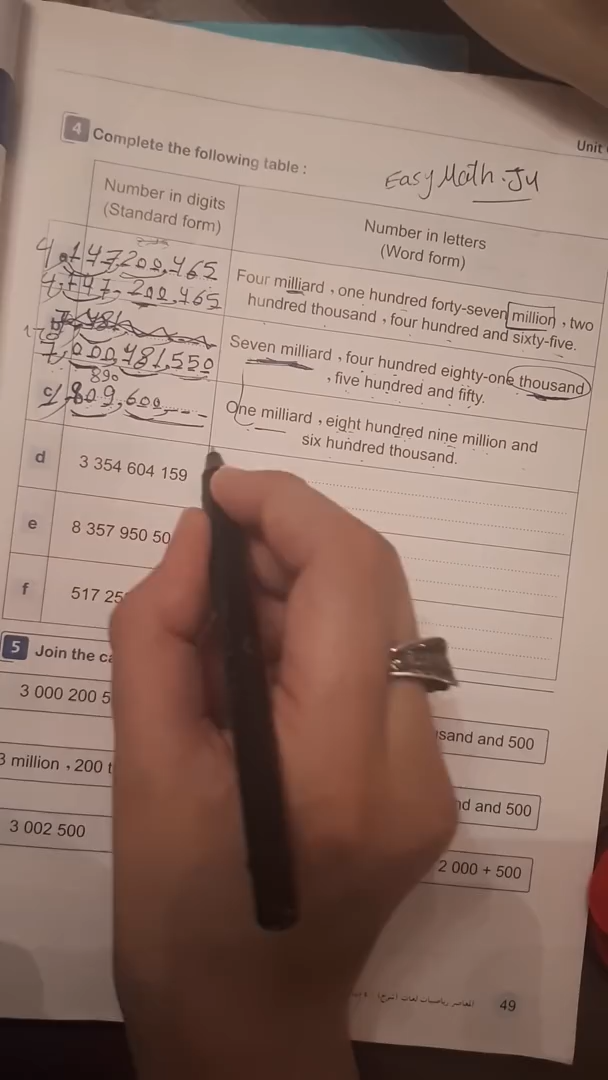 Unit
4 Complete the following table :
Easy Math.JU
Number in digits
(Standard form)
Number in letters
(Word form)
4,147,200,465
4,147,200,465
Four milliard , one hundred forty-seven million , two
hundred thousand , four hundred and sixty-five.
7,000,481,550
Seven milliard , four hundred eighty-one thousand
, five hundred and fifty.
890
c 809,600,
One milliard , eight hundred nine million and
six hundred thousand.
d 3 354 604 159
e 8 357 950 50
f 517 25
5 Join the ca
3 000 200 5
sand and 500
3 million , 200 t
nd and 500
3 002 500
2 000 + 500
49